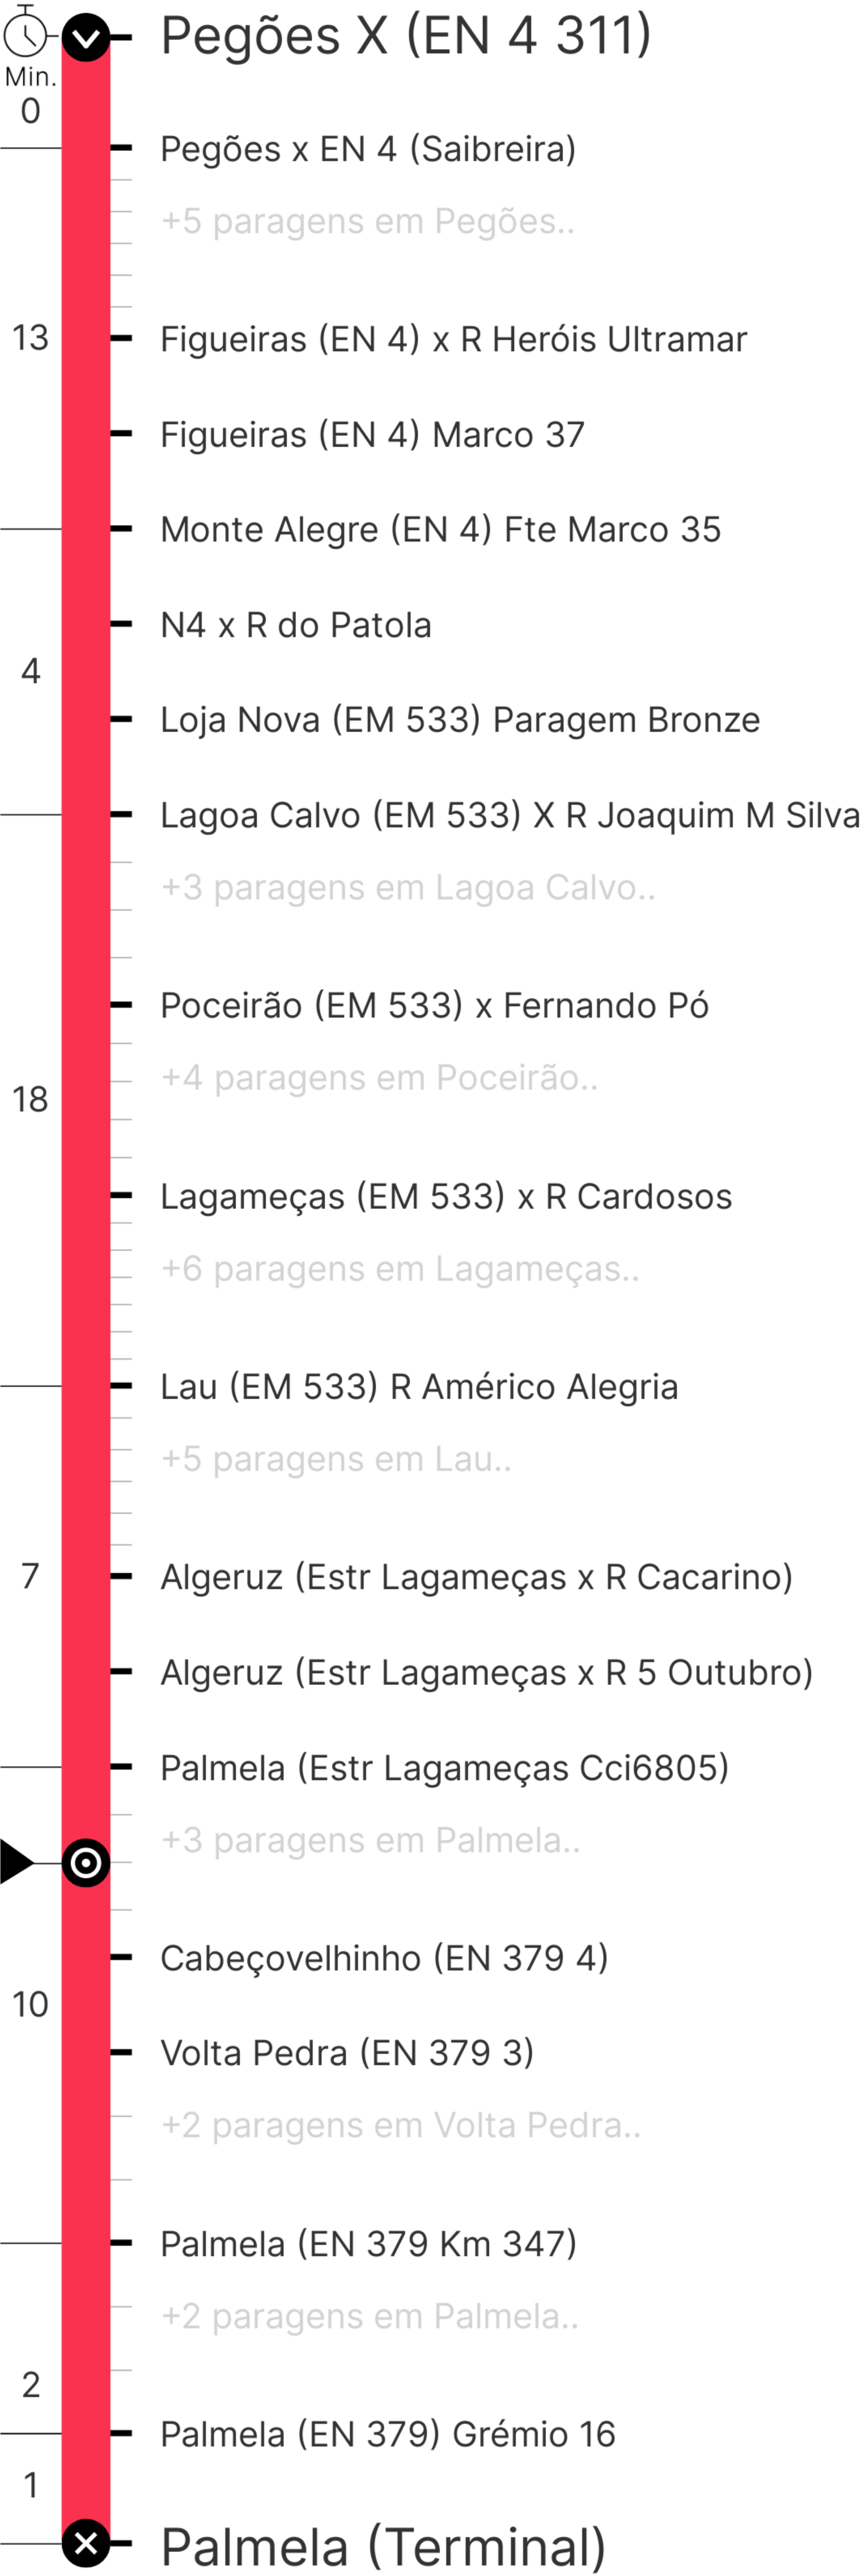 Pegões X (EN 4 311)
Min.
0
Pegões x EN 4 (Saibreira)
+5 paragens em Pegões..
13
Figueiras (EN 4) x R Heróis Ultramar
Figueiras (EN 4) Marco 37
Monte Alegre (EN 4) Fte Marco 35
N4 x R do Patola
4
Loja Nova (EM 533) Paragem Bronze
Lagoa Calvo (EM 533) X R Joaquim M Silva
+3 paragens em Lagoa Calvo..
Poceirão (EM 533) x Fernando Pó
+4 paragens em Poceirão..
18
Lagameças (EM 533) x R Cardosos
+6 paragens em Lagameças..
Lau (EM 533) R Américo Alegria
+5 paragens em Lau..
7
Algeruz (Estr Lagameças x R Cacarino)
Algeruz (Estr Lagameças x R 5 Outubro)
Palmela (Estr Lagameças Cci6805)
+3 paragens em Palmela..
Cabeçovelhinho (EN 379 4)
10
Volta Pedra (EN 379 3)
+2 paragens em Volta Pedra..
Palmela (EN 379 Km 347)
+2 paragens em Palmela..
2
Palmela (EN 379) Grémio 16
1
Palmela (Terminal)